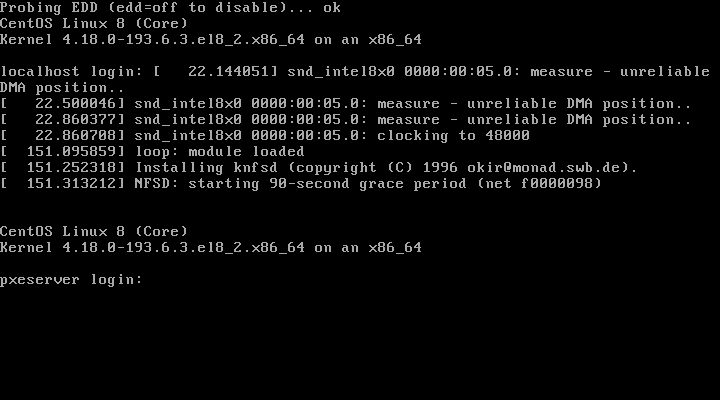 Probing EDD (edd=off to disable)... ok
CentOS Linux 8 (Core)
Kernel 4.18.0-193.6.3.el8_2.x86_64 on an x86_64
localhost login: [   22.144051] snd_intel8x0 0000:00:05.0: measure - unreliable
DMA position..
[   22.500046] snd_intel8x0 0000:00:05.0: measure - unreliable DMA position..
[   22.860377] snd_intel8x0 0000:00:05.0: measure - unreliable DMA position..
[   22.860708] snd_intel8x0 0000:00:05.0: clocking to 48000
[  151.095859] loop: module loaded
[  151.252318] Installing knfsd (copyright (C) 1996 okir@monad.swb.de).
[  151.313212] NFSD: starting 90-second grace period (net f0000098)
CentOS Linux 8 (Core)
Kernel 4.18.0-193.6.3.el8_2.x86_64 on an x86_64
pxeserver login: